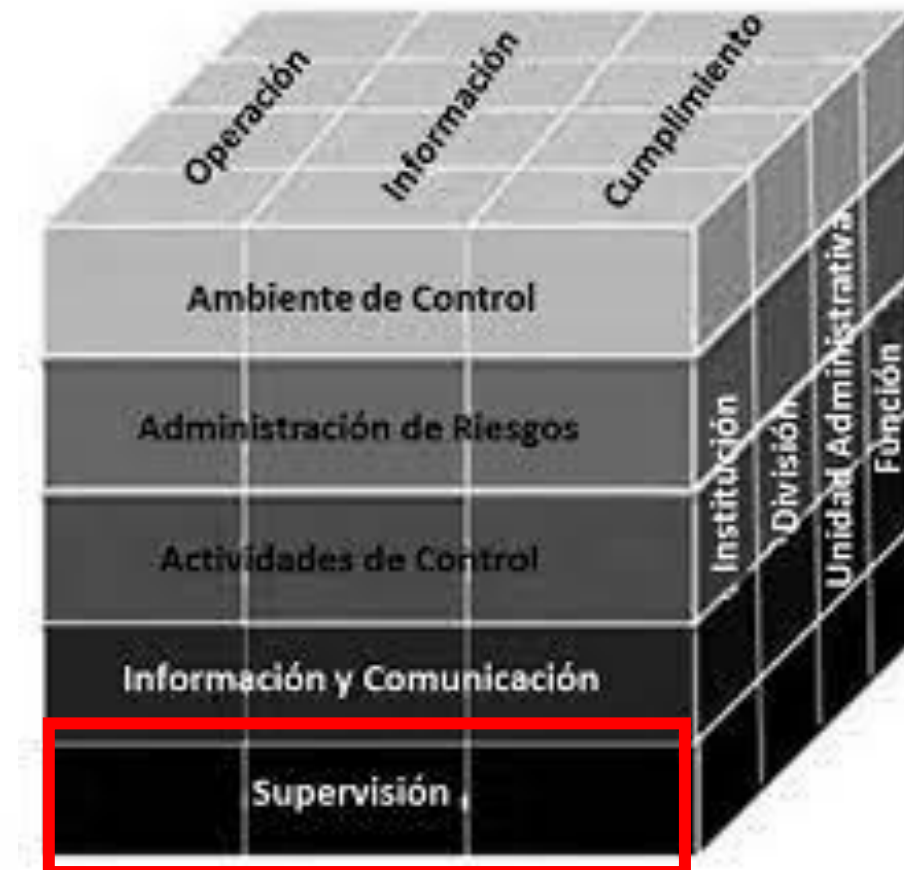 Operación
Información
Cumplimiento
Ambiente de Control
Administración de Riesgos
Actividades de Control
Información y Comunicación
Supervisión
Institución
División
Unidad Administrativa
Función